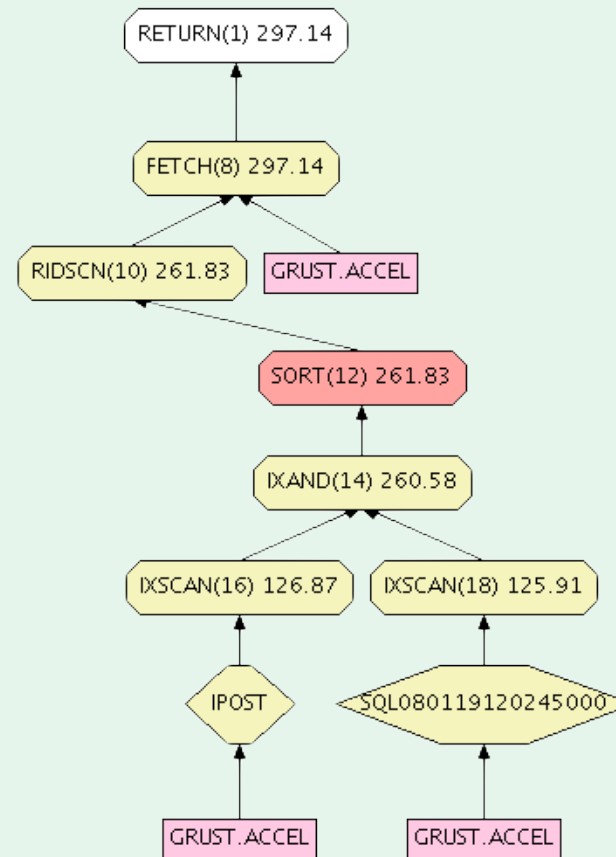 RETURN(1) 297.14
FETCH(8) 297.14
RIDSCN(10) 261.83
GRUST.ACCEL
SORT(12) 261.83
IXAND(14) 260.58
IXSCAN(16) 126.87
IXSCAN(18) 125.91
IPOST
SQL080119120245000
GRUST.ACCEL
GRUST.ACCEL